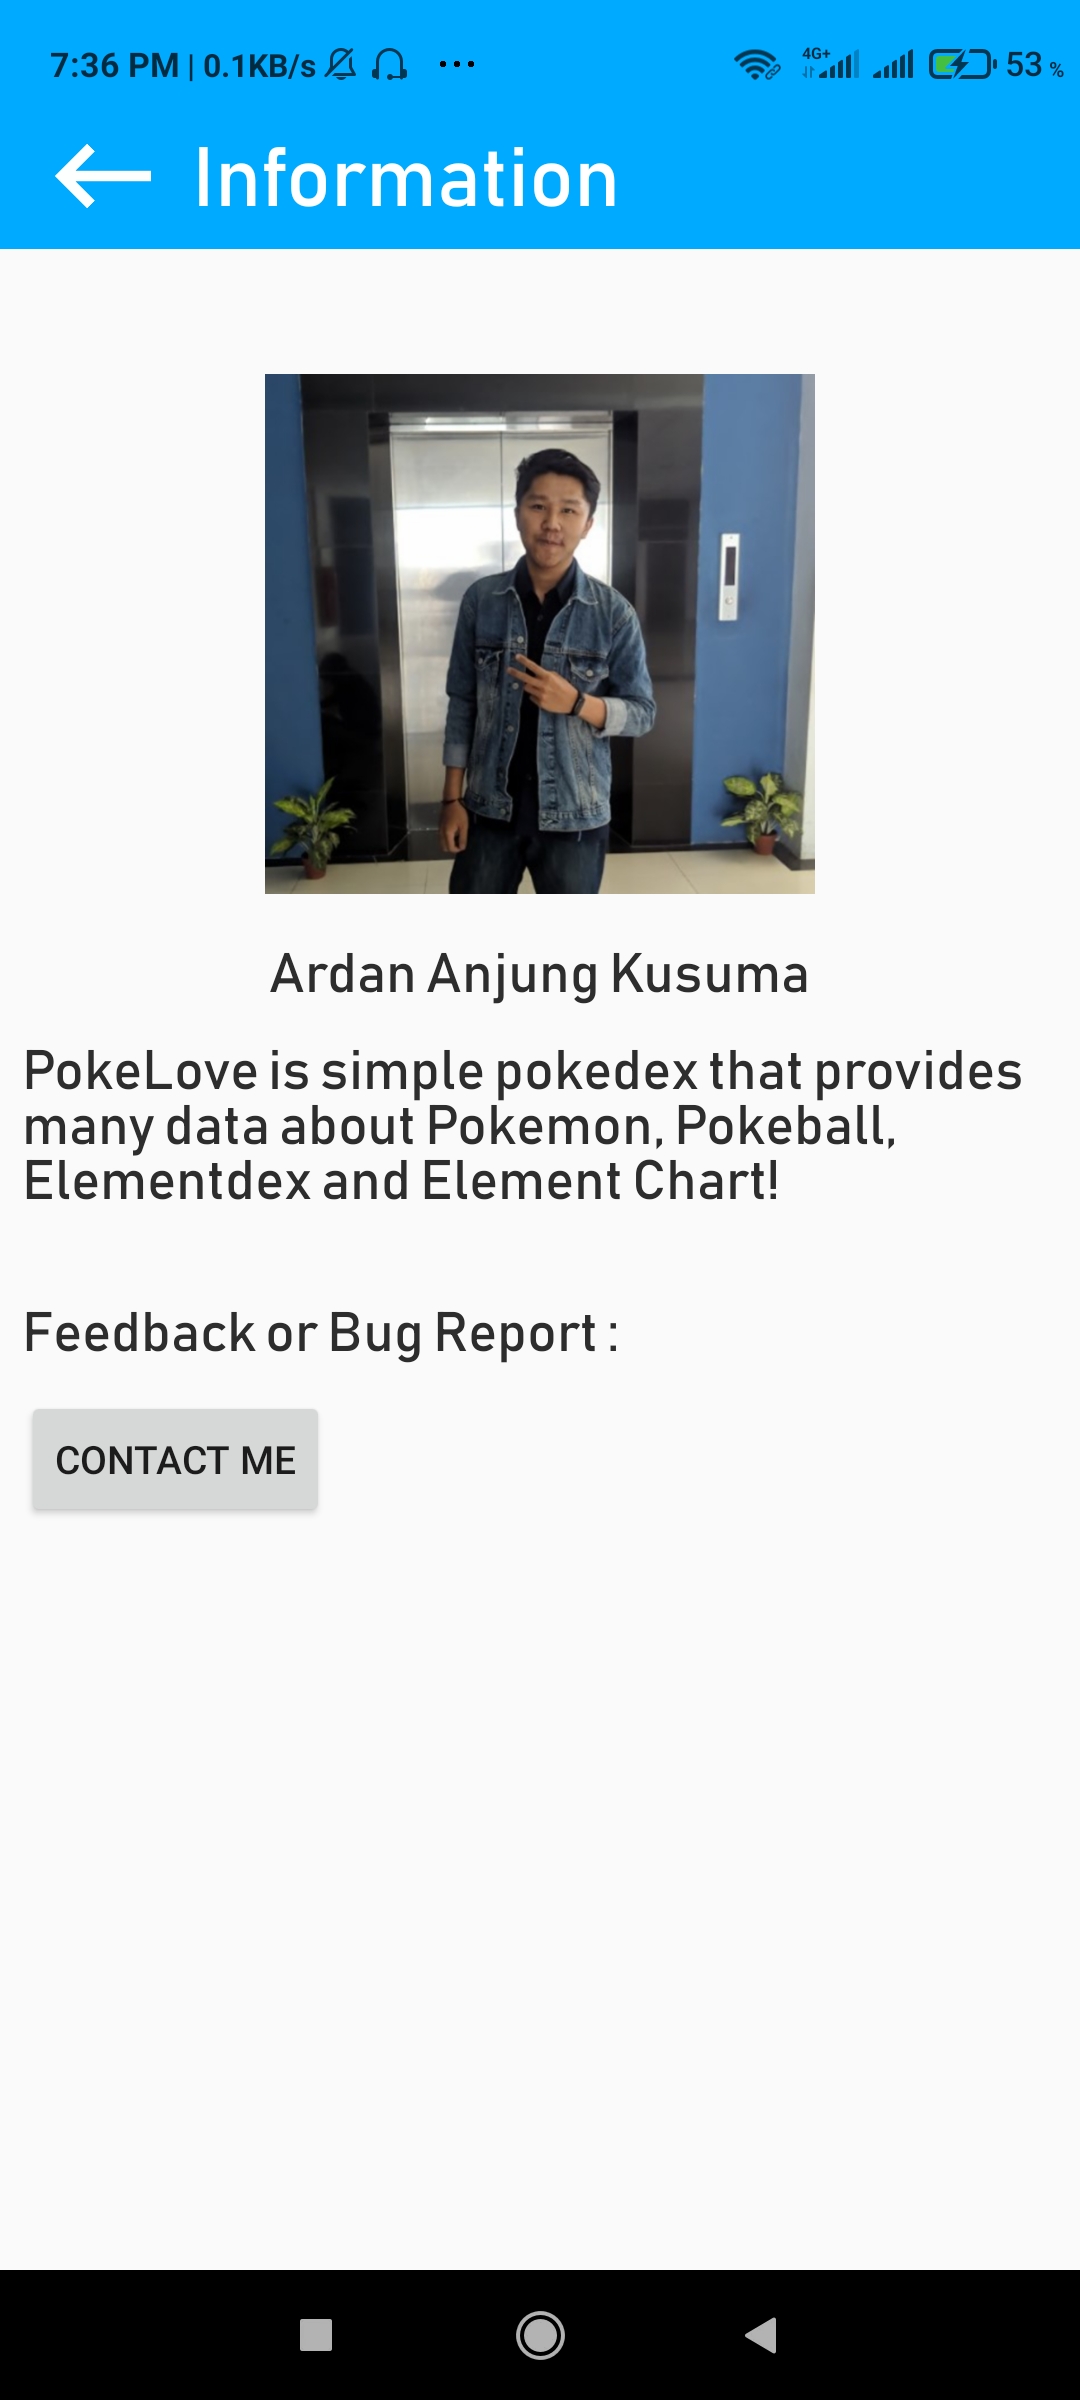 7:36 PM | 0.1KB/s 4G+ 53 %
Information
Ardan Anjung Kusuma
PokeLove is simple pokedex that provides
many data about Pokemon, Pokeball,
Elementdex and Element Chart!
Feedback or Bug Report :
CONTACT ME